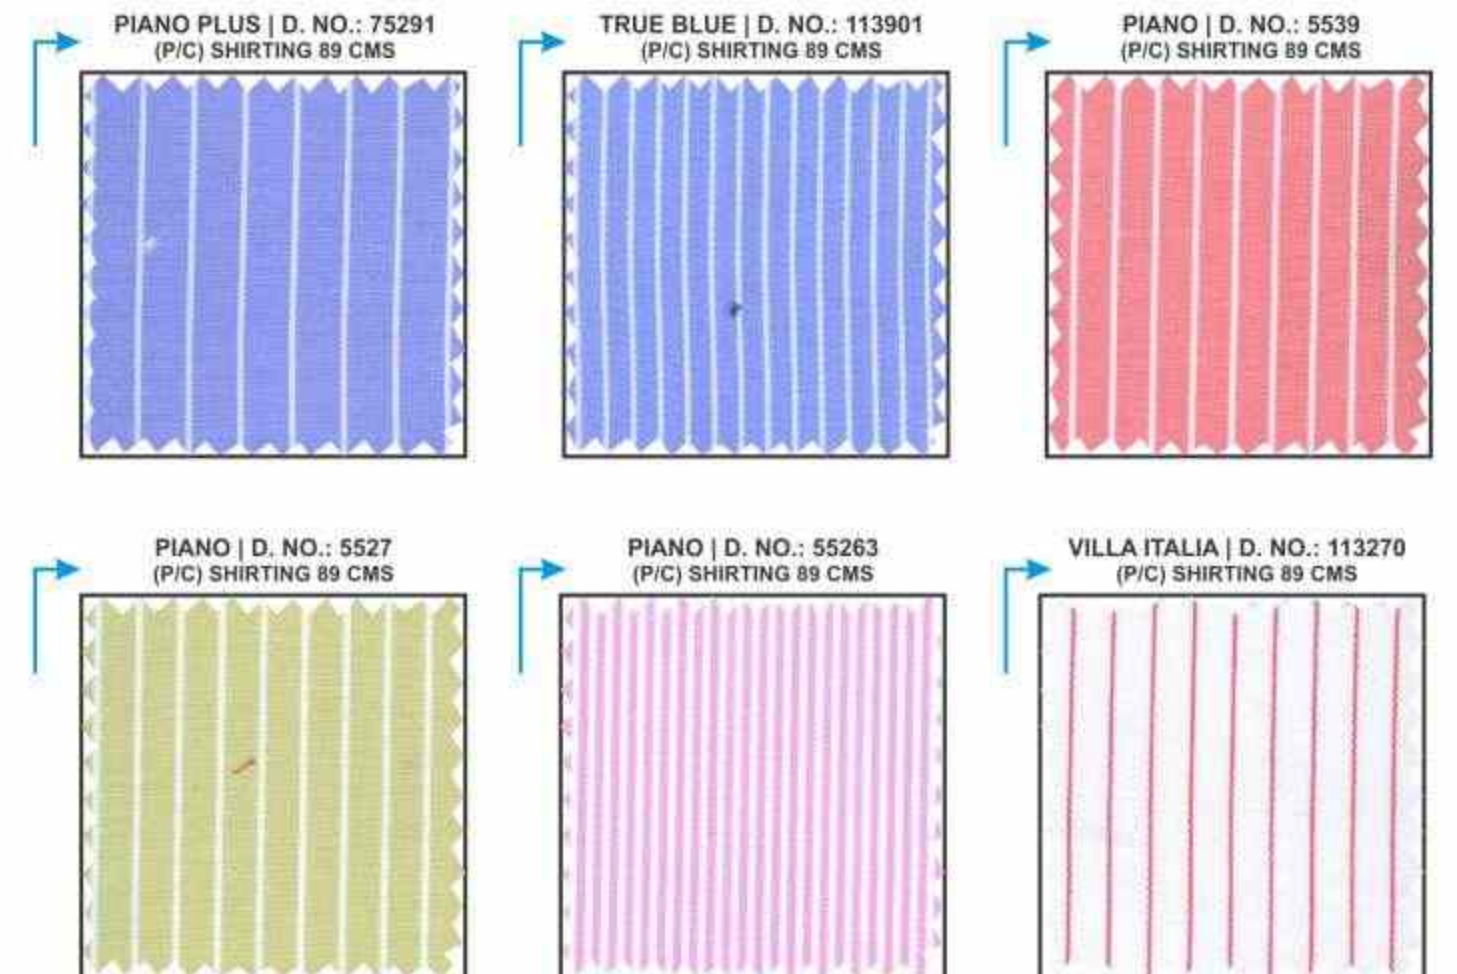 PIANO PLUS | D. NO.: 75291
(P/C) SHIRTING 89 CMS
TRUE BLUE | D. NO.: 113901
(P/C) SHIRTING 89 CMS
PIANO | D. NO.: 5539
(P/C) SHIRTING 89 CMS
PIANO | D. NO.: 5527
(P/C) SHIRTING 89 CMS
PIANO | D. NO.: 55263
(P/C) SHIRTING 89 CMS
VILLA ITALIA | D. NO.: 113270
(P/C) SHIRTING 89 CMS